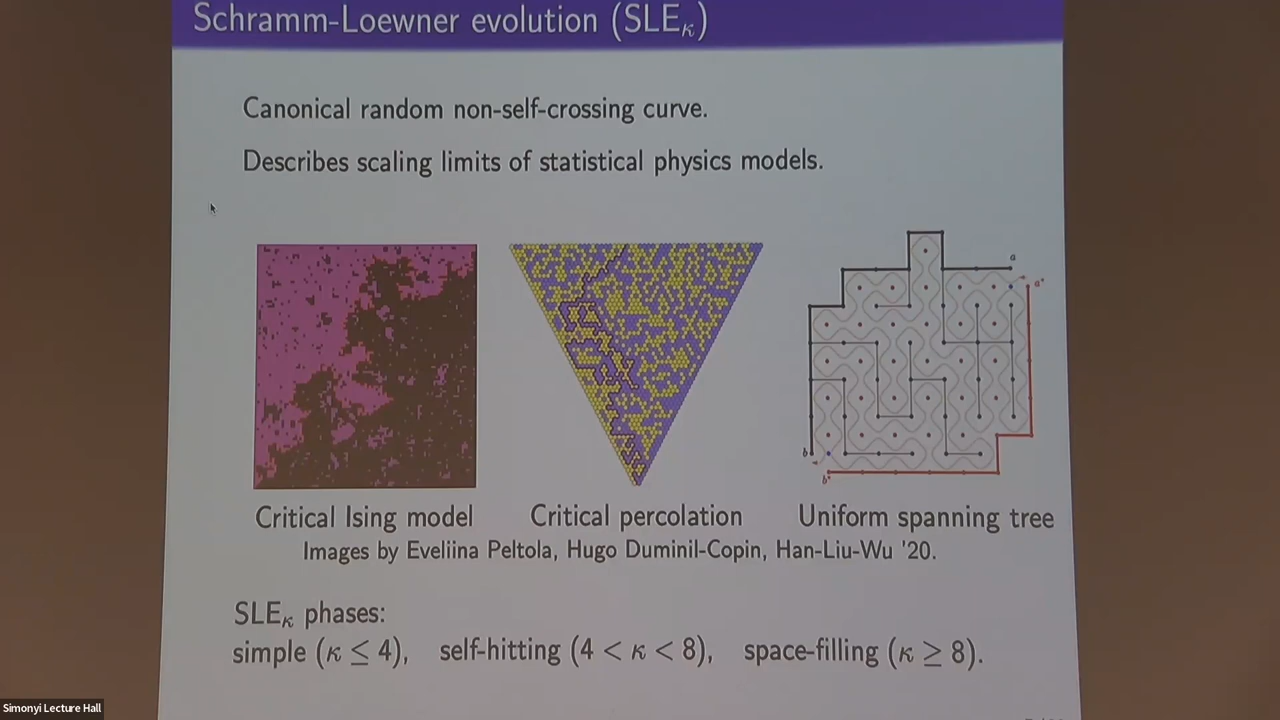 Schramm-Loewner evolution (SLEκ)
Canonical random non-self-crossing curve.
Describes scaling limits of statistical physics models.
a
a*
b
b*
Critical Ising model
Critical percolation
Uniform spanning tree
Images by Eveliina Peltola, Hugo Duminil-Copin, Han-Liu-Wu '20.
SLEκ phases:
simple (κ ≤ 4), self-hitting (4 < κ < 8), space-filling (κ ≥ 8).
Simonyi Lecture Hall